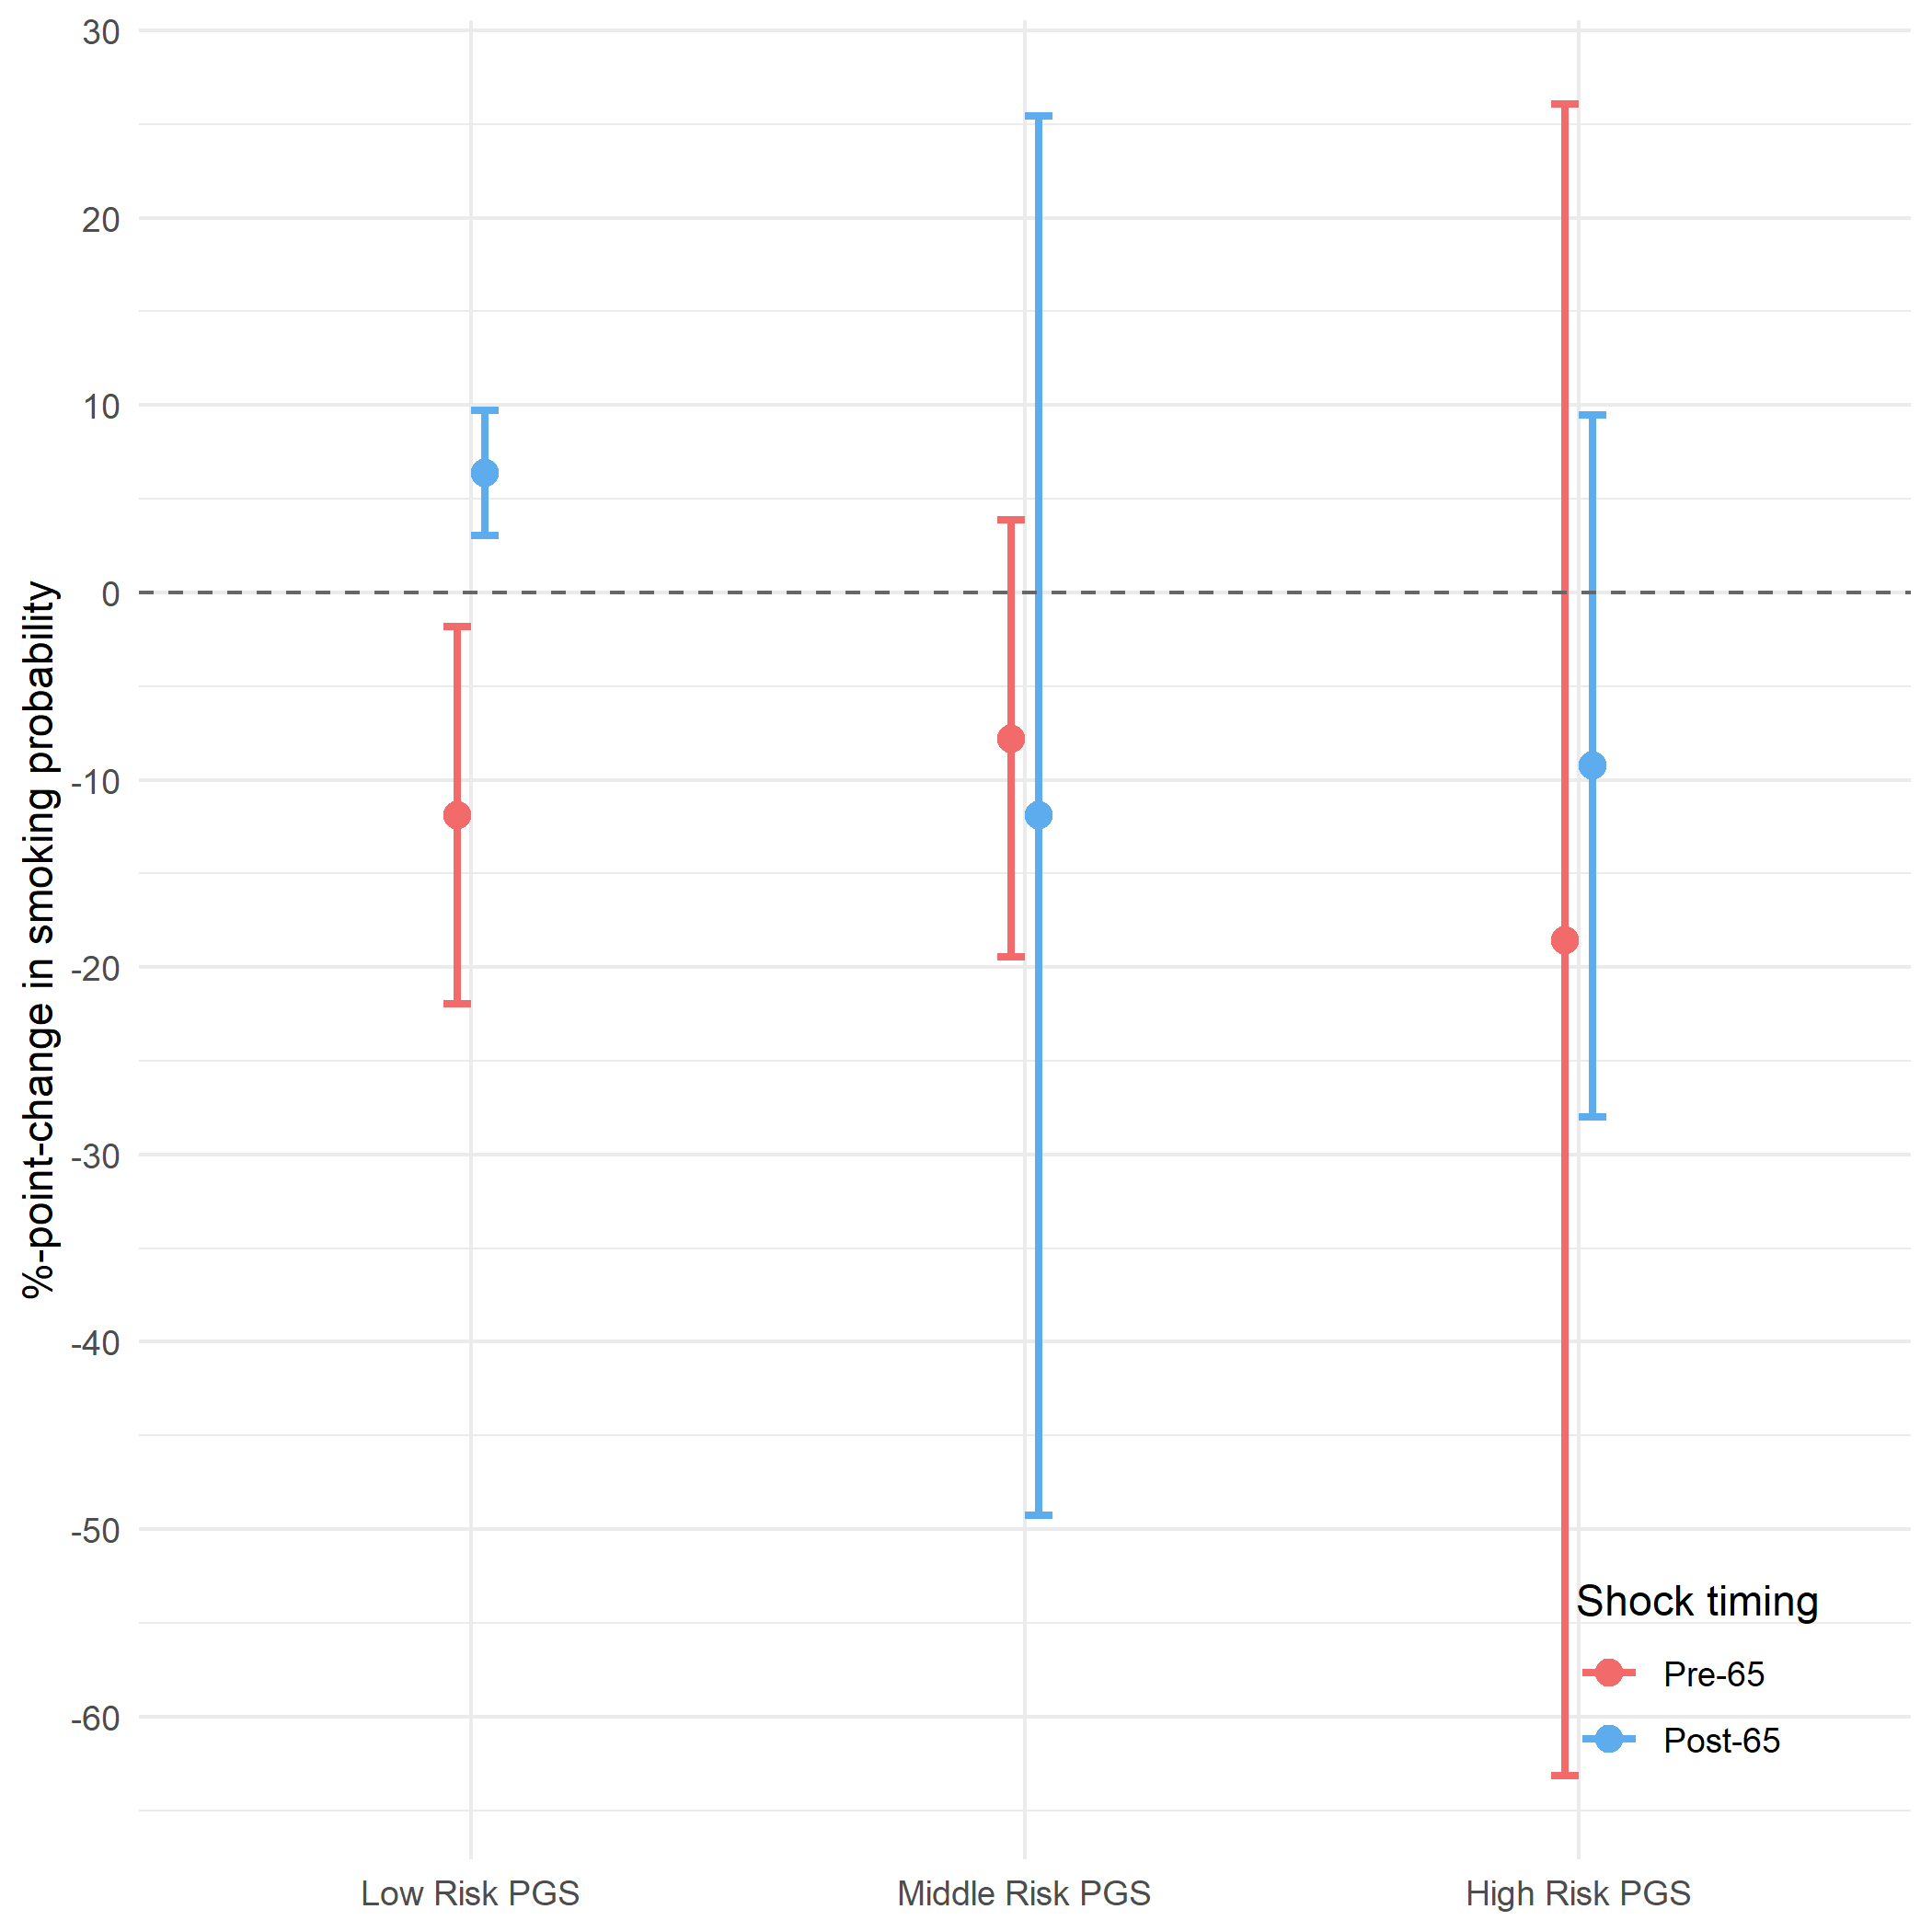 %-point-change in smoking probability
30
20
10
0
-10
-20
-30
-40
-50
-60
Low Risk PGS
Middle Risk PGS
High Risk PGS
Shock timing
Pre-65
Post-65